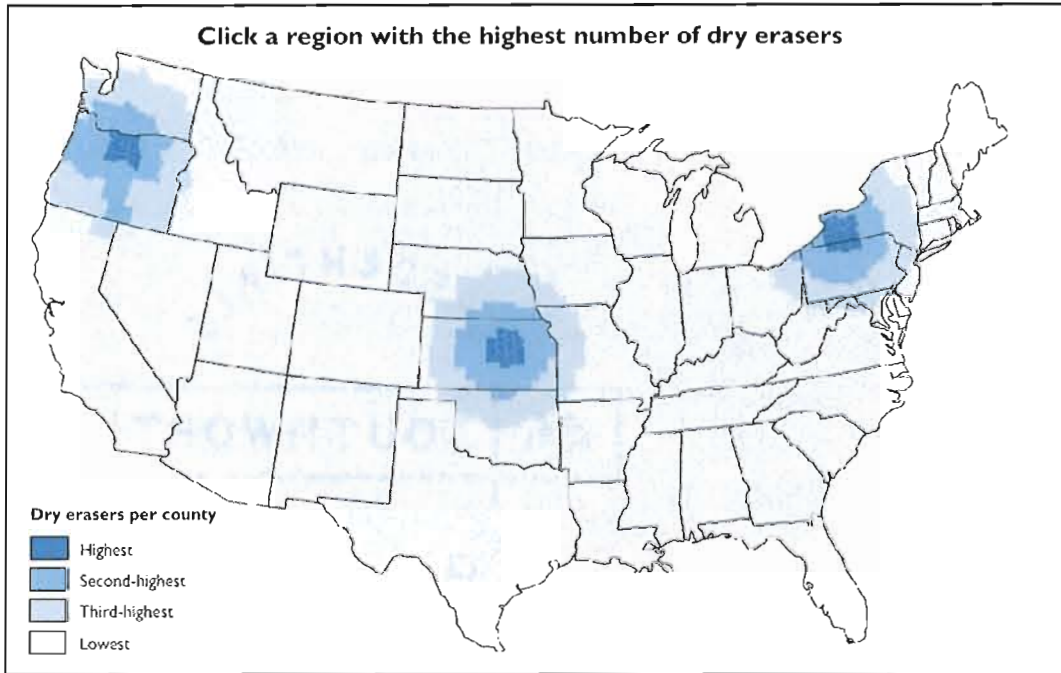 Click a region with the highest number of dry erasers
Dry erasers per county
Highest
Second-highest
Third-highest
Lowest